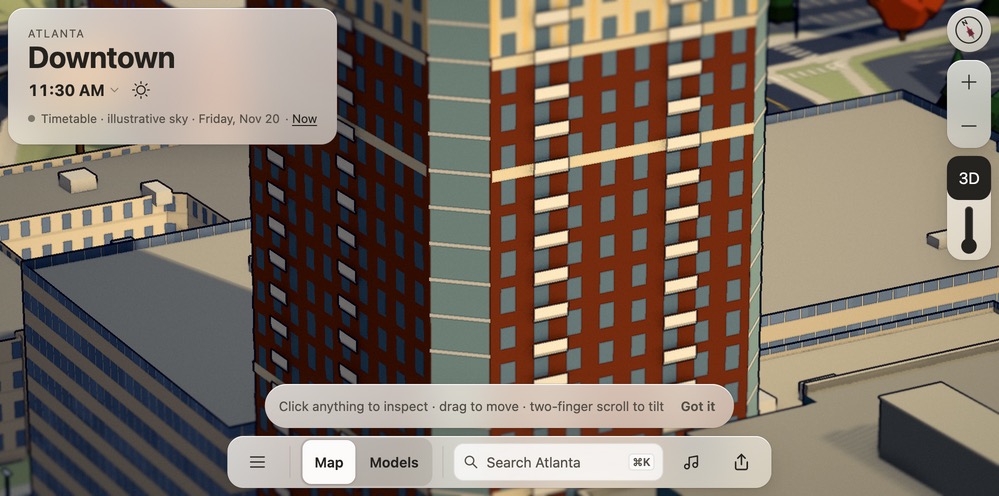 ATLANTA
Downtown
11:30 AM
Timetable · illustrative sky · Friday, Nov 20 · Now
3D
Click anything to inspect · drag to move · two-finger scroll to tilt Got it
Map Models Search Atlanta ⌘K